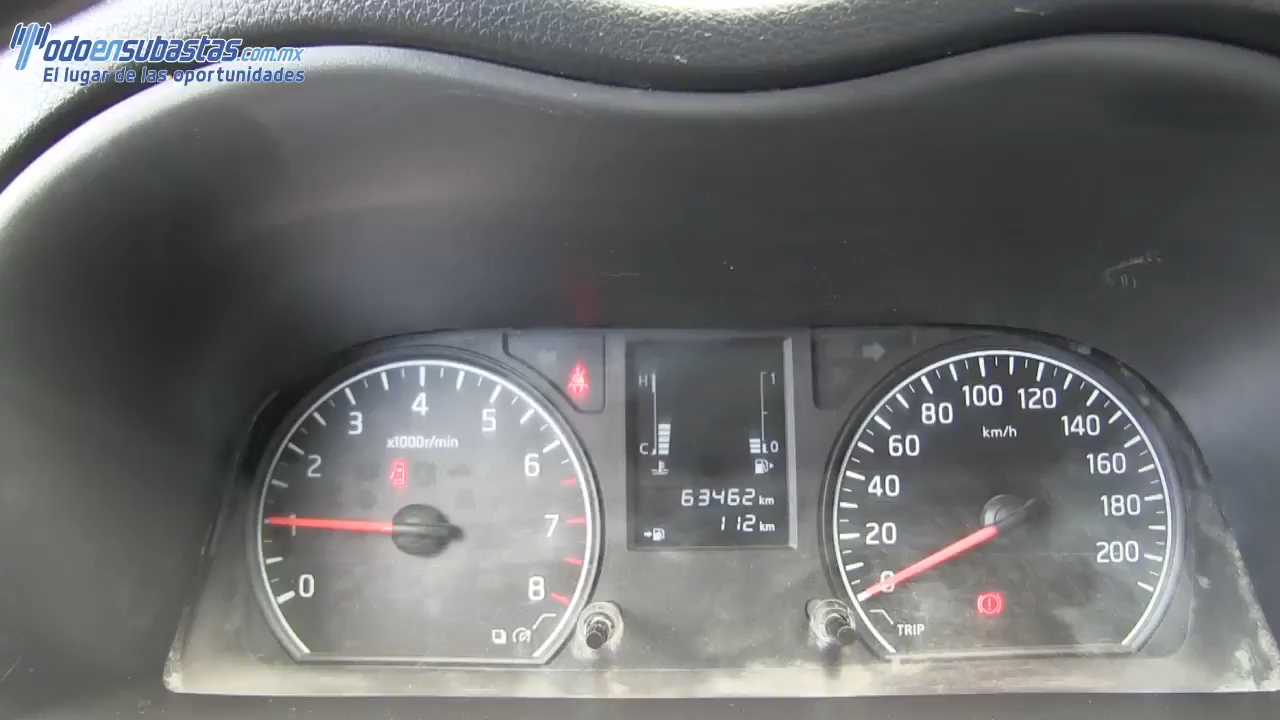 Todoensubastas.com.mx
El lugar de las oportunidades
0
1
2
3
4
5
6
7
8
x1000r/min
H
C
1
0
63462 km
112 km
0
20
40
60
80
100
120
140
160
180
200
km/h
TRIP